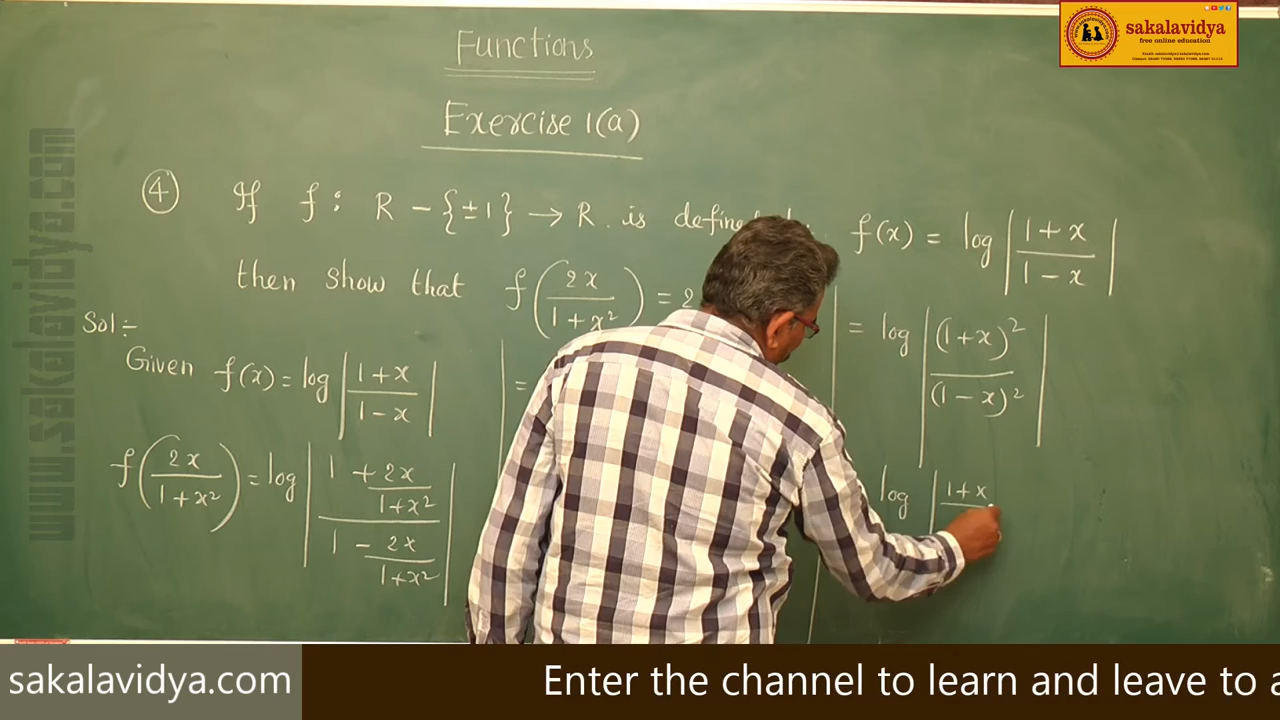 sakalavidya
free online education
Functions
Exercise 1(a)
④ If f : R – {±1} → R . is f(x) = log |(1 + x)/(1 – x)|
then show that f(2x/(1 + x²)) = 2
Sol :-
Given f(x) = log |(1 + x)/(1 – x)|
f(2x/(1 + x²)) = log |(1 + 2x/(1+x²))/(1 – 2x/(1+x²))|
=
= log |(1+x)²/(1 – x)²|
log |1+x
www.sakalavidya.com
sakalavidya.com
Enter the channel to learn and leave to